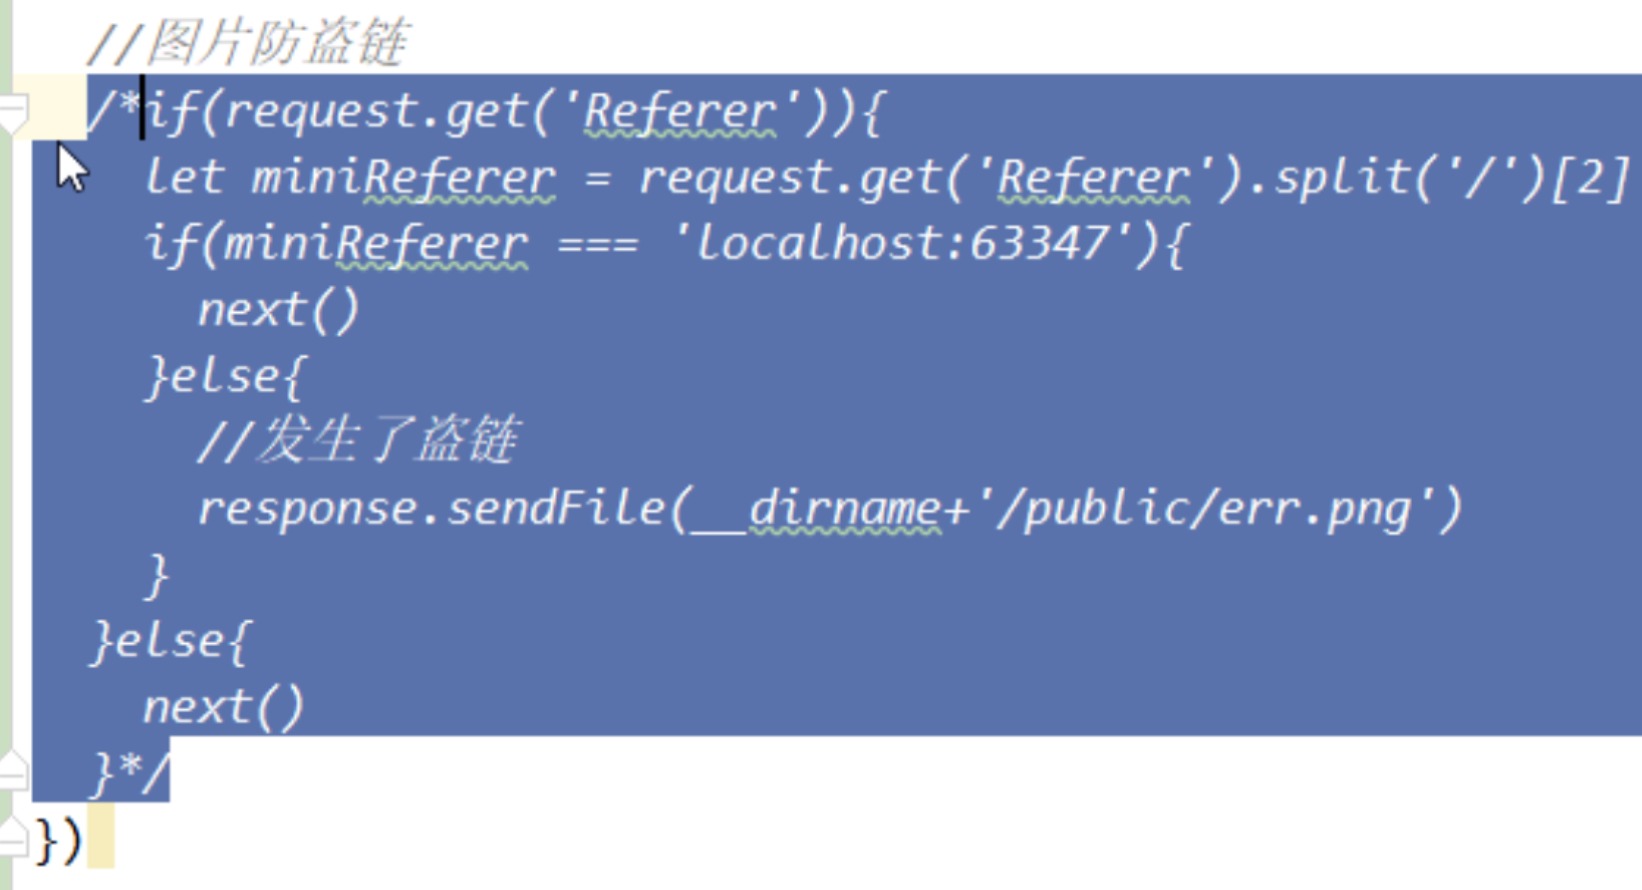 //图片防盗链
/*if(request.get('Referer')){
let miniReferer = request.get('Referer').split('/')[2]
if(miniReferer === 'localhost:63347'){
next()
}else{
//发生了盗链
response.sendFile(__dirname+'/public/err.png')
}
}else{
next()
}*/
})